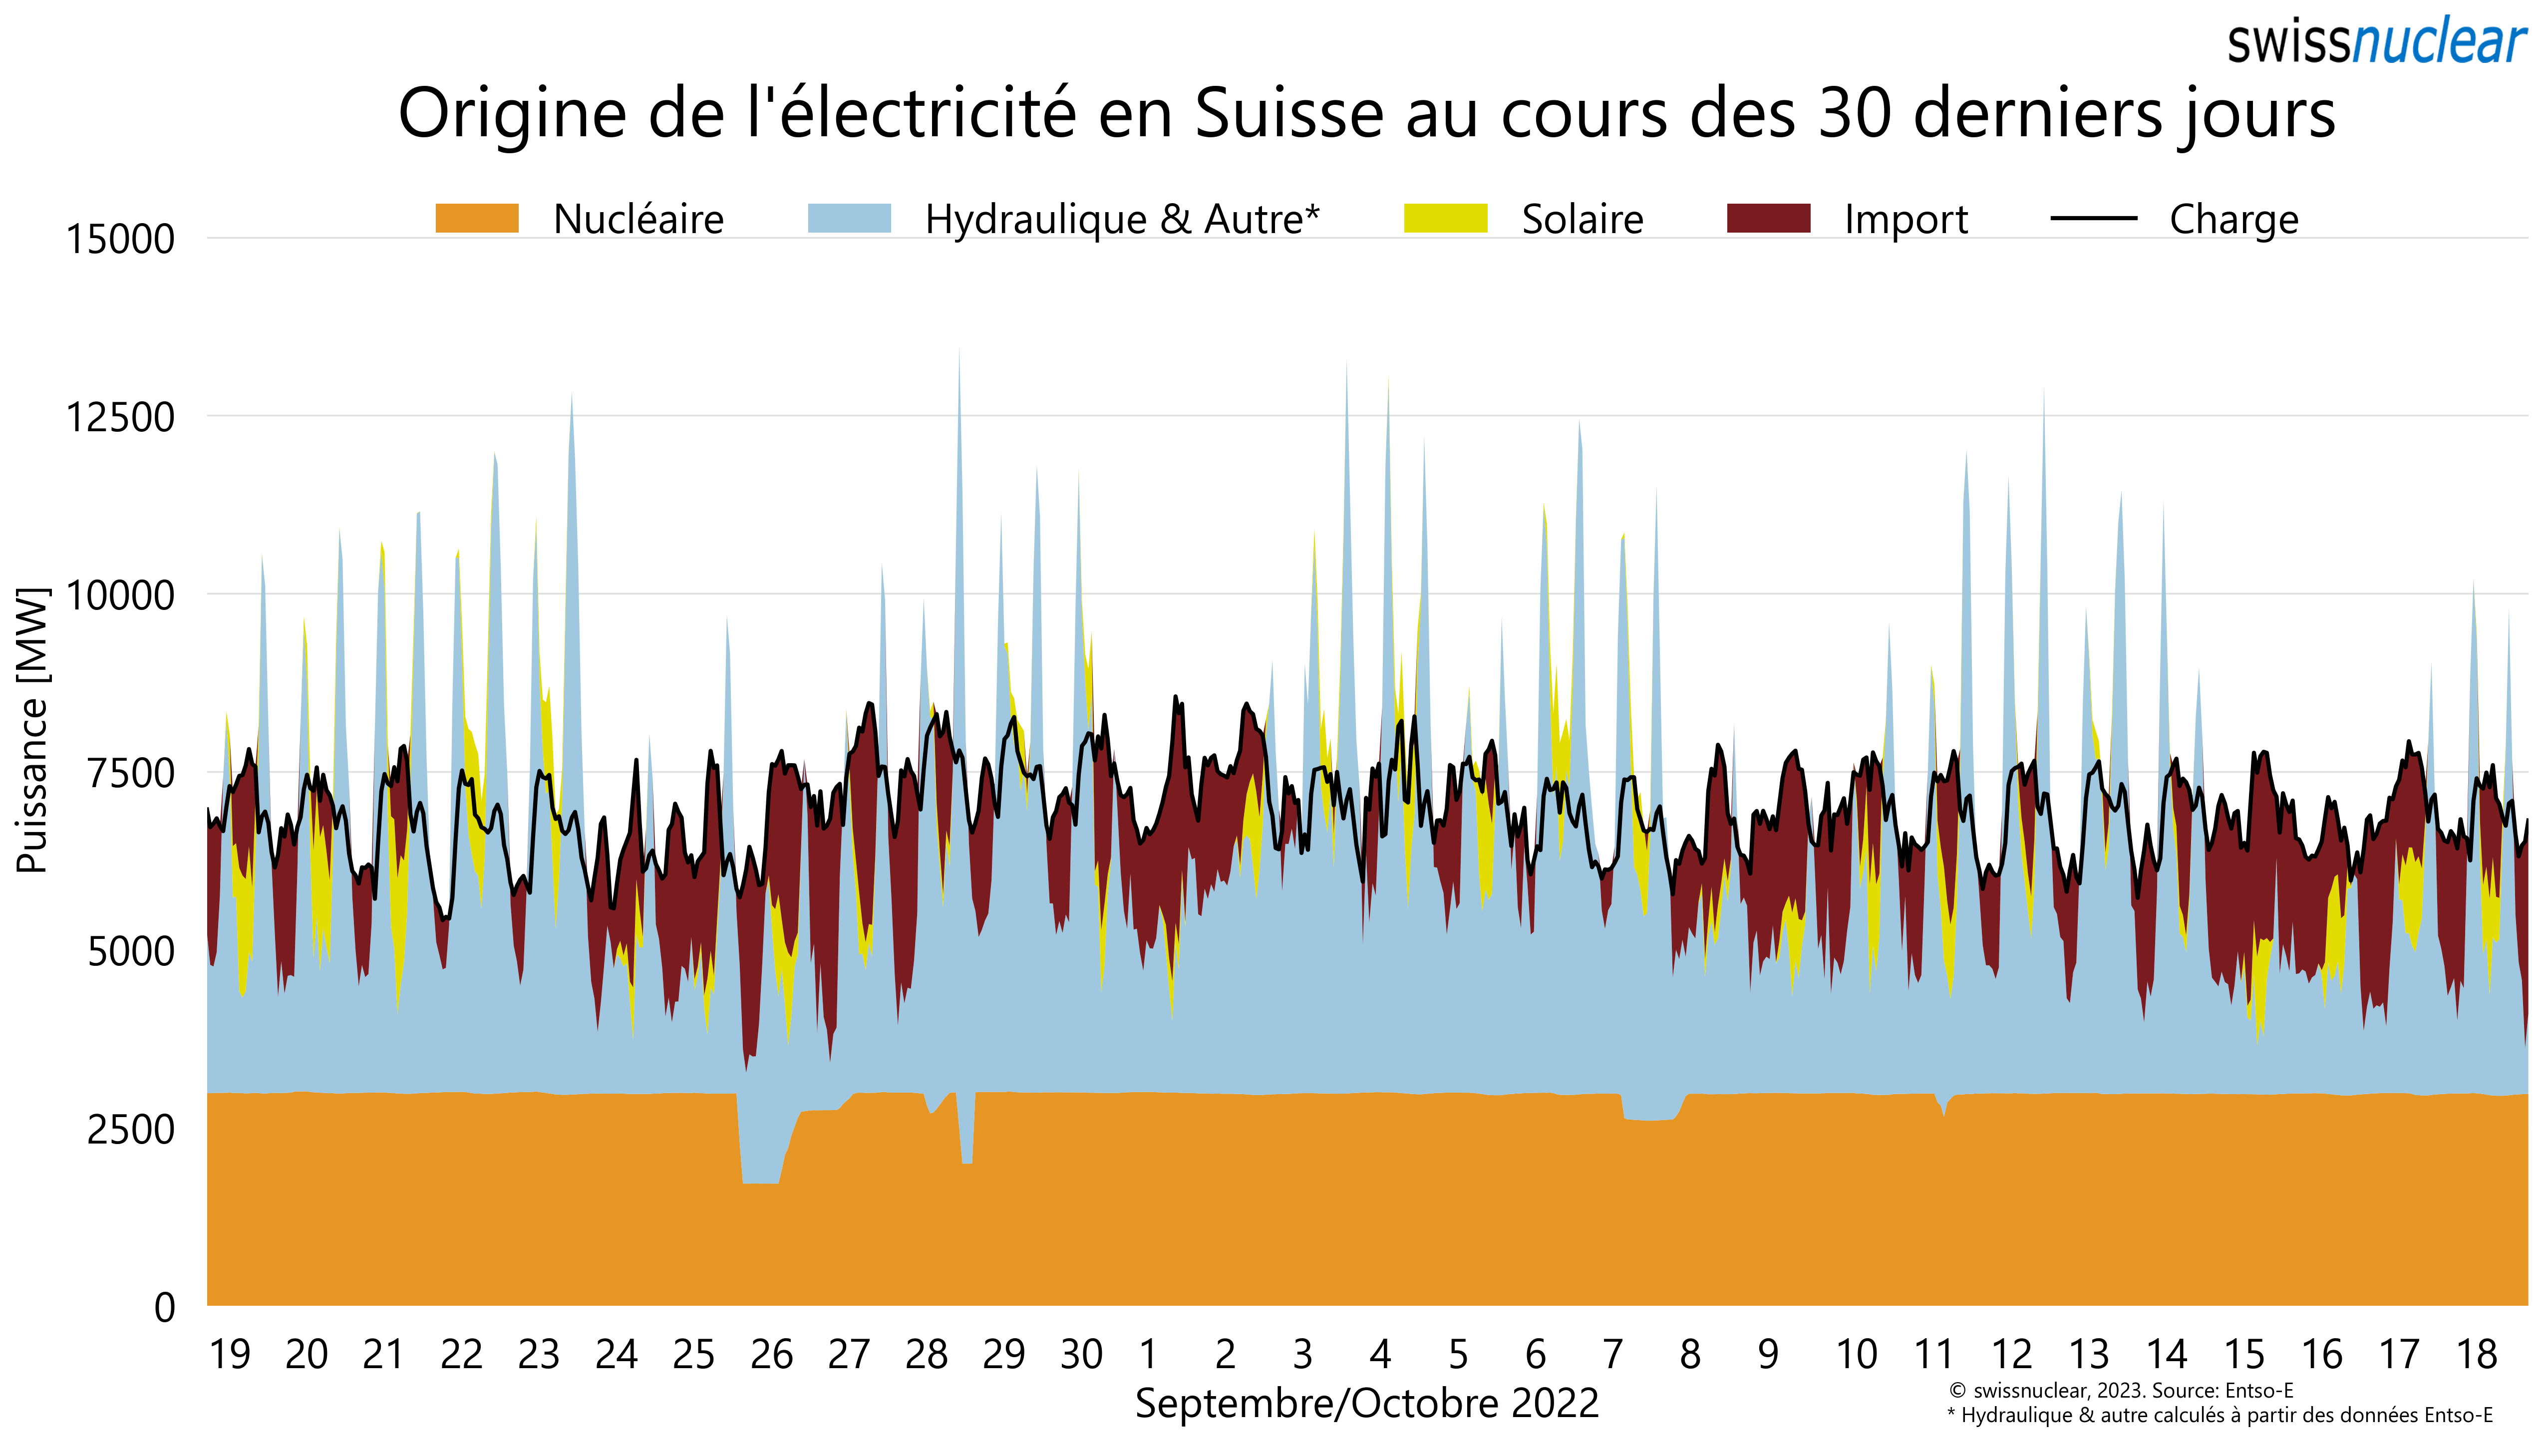 swissnuclear
Origine de l'électricité en Suisse au cours des 30 derniers jours
Nucléaire Hydraulique & Autre* Solaire Import Charge
15000
12500
10000
7500
5000
2500
0
Puissance [MW]
19 20 21 22 23 24 25 26 27 28 29 30 1 2 3 4 5 6 7 8 9 10 11 12 13 14 15 16 17 18
Septembre/Octobre 2022
© swissnuclear, 2023. Source: Entso-E
* Hydraulique & autre calculés à partir des données Entso-E